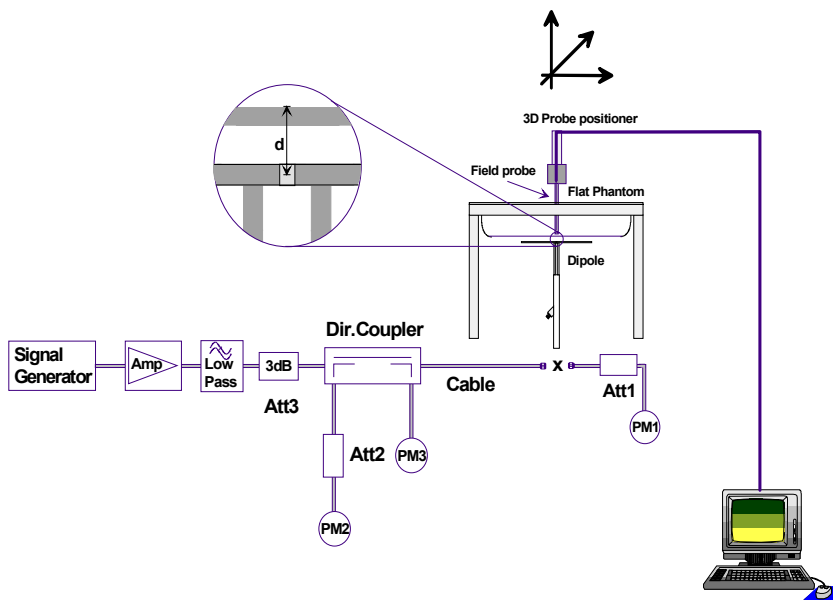 3D Probe positioner
d
Field probe
Flat Phantom
Dipole
Dir.Coupler
Signal
Generator
Amp
Low
Pass
3dB
Att3
Cable
x
Att1
PM1
Att2
PM3
PM2